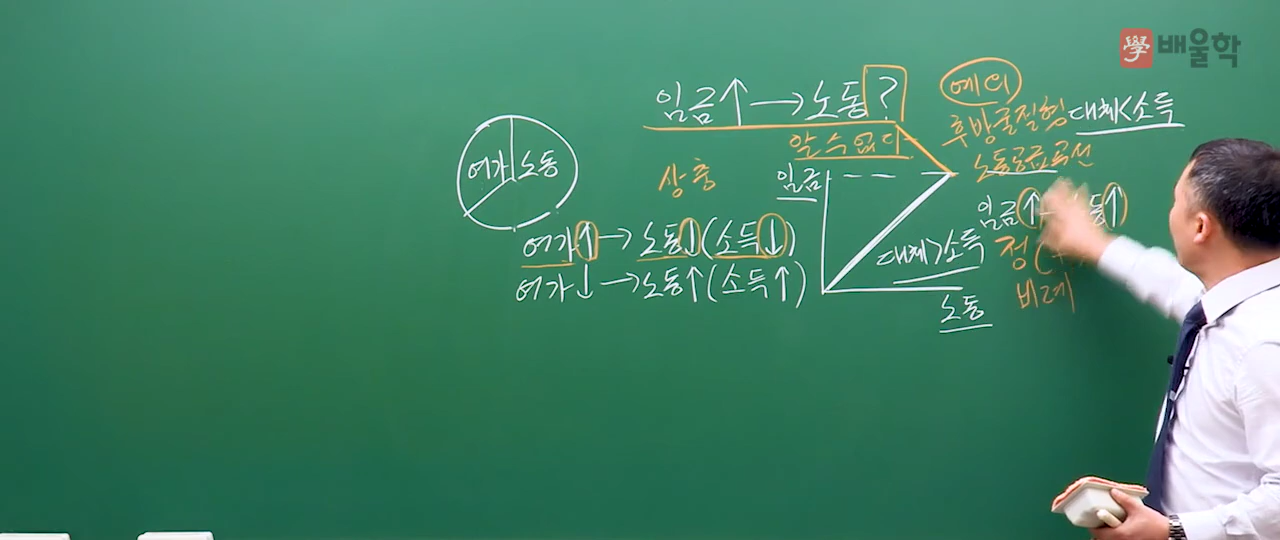 學 배울학
임금↑→노동?
알 수 없다
예외
후방굴절형
노동공급곡선
대체<소득
여가 노동
상충
임금
임금↑ 동↑
정(
비례
대체>소득
노동
여가↑→노동↓(소득↓)
여가↓→노동↑(소득↑)